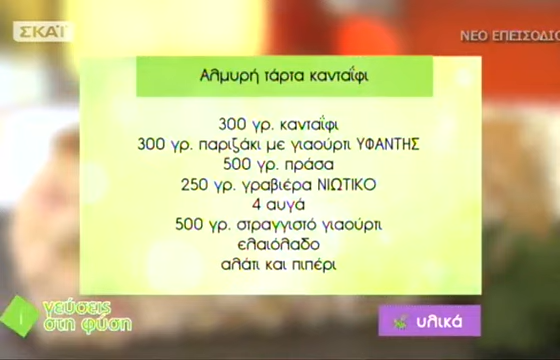 ΣΚΑΪ
ΝΕΟ ΕΠΕΙΣΟΔΙΟ
Αλμυρή τάρτα κανταΐφι
300 γρ. κανταΐφι
300 γρ. παριζάκι με γιαούρτι ΥΦΑΝΤΗΣ
500 γρ. πράσα
250 γρ. γραβιέρα ΝΙΩΤΙΚΟ
4 αυγά
500 γρ. στραγγιστό γιαούρτι
ελαιόλαδο
αλάτι και πιπέρι
γεύσεις
στη φύση
υλικά